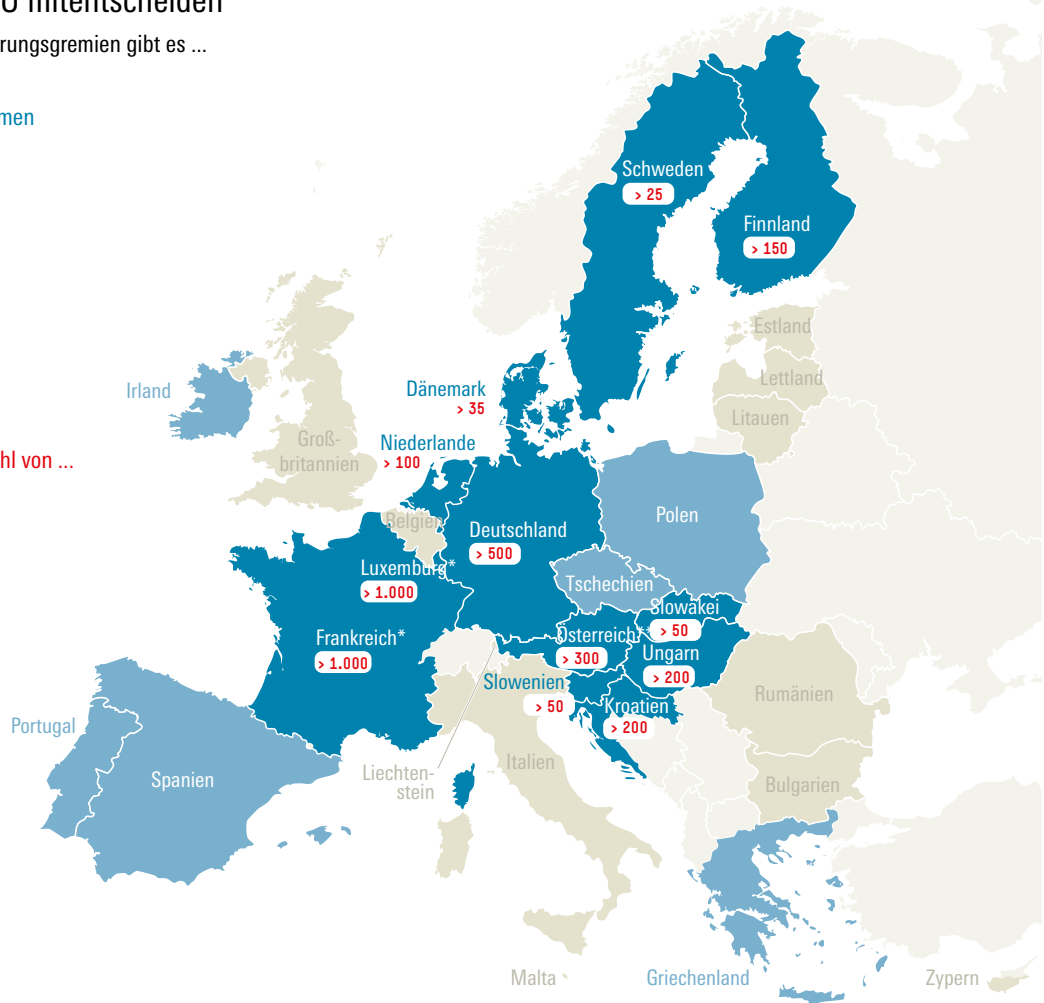 U mitentscheiden
rungsgremien gibt es ...
men
Schweden
> 25
Finnland
> 150
Estland
Lettland
Litauen
Irland
Dänemark
> 35
Groß-
britannien
Niederlande
> 100
hl von ...
Belgien
Deutschland
> 500
Polen
Luxemburg*
> 1.000
Tschechien
Slowakei
> 50
Frankreich*
> 1.000
Österreich**
> 300
Ungarn
> 200
Slowenien
> 50
Kroatien
> 200
Rumänien
Portugal
Spanien
Liechten-
stein
Italien
Bulgarien
Malta
Griechenland
Zypern